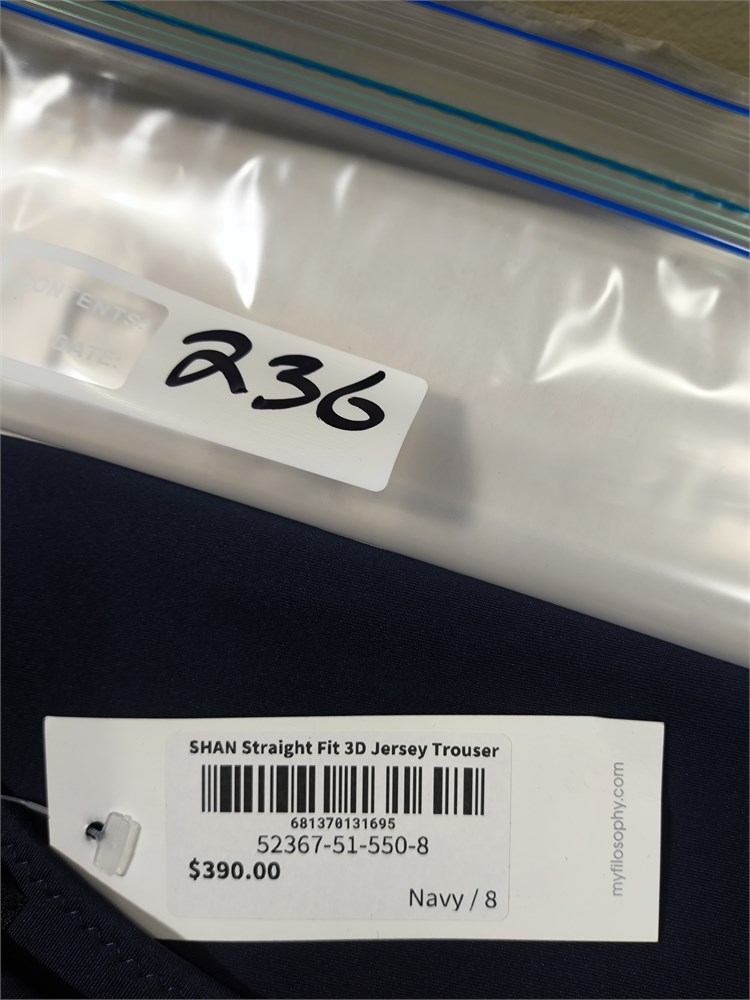 CONTENTS:
DATE:
236
SHAN Straight Fit 3D Jersey Trouser
681370131695
52367-51-550-8
$390.00
Navy / 8
myfilosophy.com